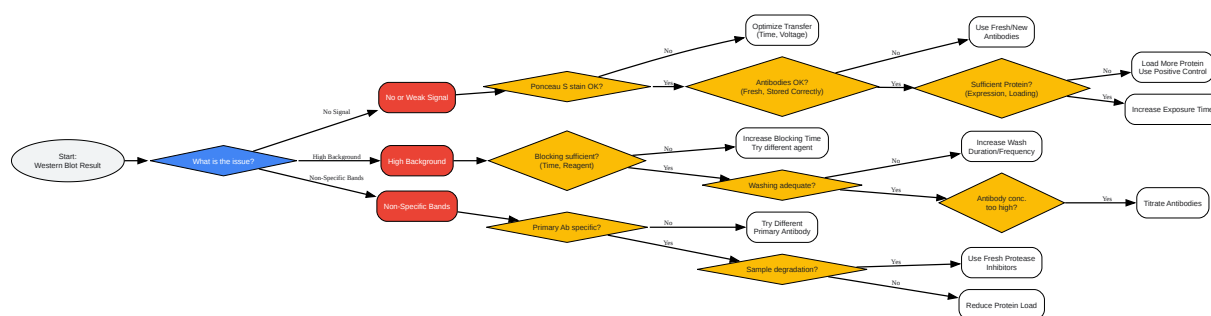 Start:
Western Blot Result
What is the issue?
No Signal
High Background
Non-Specific Bands
No or Weak Signal
High Background
Non-Specific Bands
Ponceau S stain OK?
No
Yes
Optimize Transfer
(Time, Voltage)
Antibodies OK?
(Fresh, Stored Correctly)
No
Yes
Use Fresh/New
Antibodies
Sufficient Protein?
(Expression, Loading)
No
Yes
Load More Protein
Use Positive Control
Increase Exposure Time
Blocking sufficient?
(Time, Reagent)
No
Yes
Increase Blocking Time
Try different agent
Washing adequate?
No
Yes
Increase Wash
Duration/Frequency
Antibody conc.
too high?
Yes
Titrate Antibodies
Primary Ab specific?
No
Yes
Try Different
Primary Antibody
Sample degradation?
Yes
No
Use Fresh Protease
Inhibitors
Reduce Protein Load